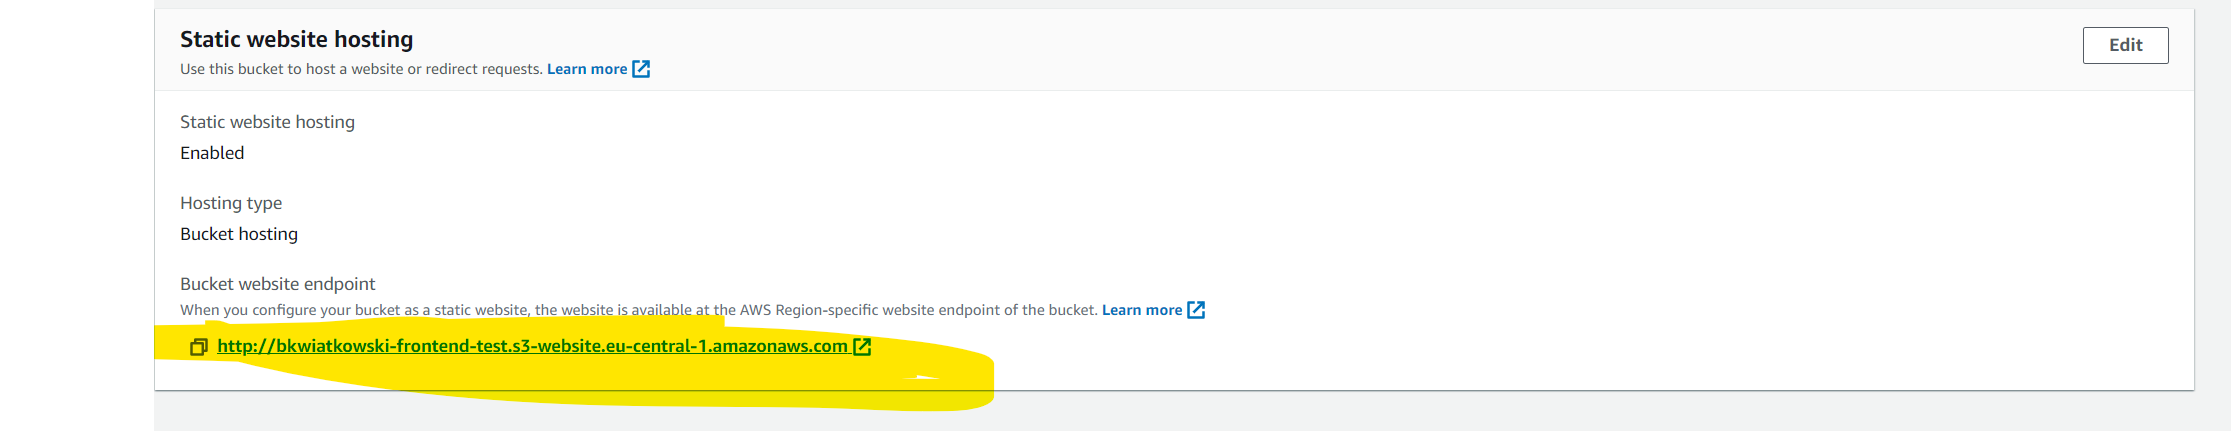 Static website hosting
Edit
Use this bucket to host a website or redirect requests. Learn more
Static website hosting
Enabled
Hosting type
Bucket hosting
Bucket website endpoint
When you configure your bucket as a static website, the website is available at the AWS Region-specific website endpoint of the bucket. Learn more
http://bkwiatkowski-frontend-test.s3-website.eu-central-1.amazonaws.com